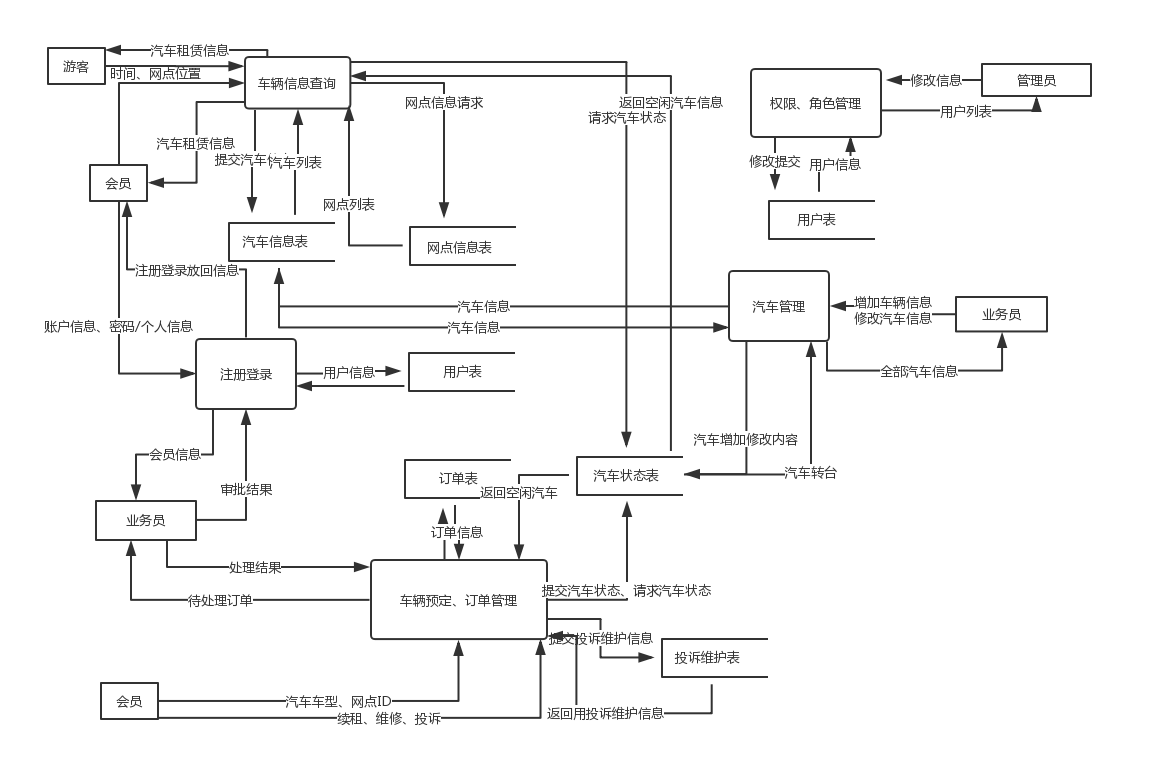 汽车租赁信息
游客
时间、网点位置
车辆信息查询
网点信息请求
返回空闲汽车信息
请求汽车状态
权限、角色管理
修改信息
管理员
用户列表
汽车租赁信息
提交汽车
汽车列表
修改提交
用户信息
会员
网点列表
用户表
汽车信息表
网点信息表
注册登录放回信息
汽车信息
汽车信息
汽车管理
增加车辆信息
修改汽车信息
业务员
账户信息、密码/个人信息
注册登录
用户信息
用户表
全部汽车信息
会员信息
审批结果
汽车增加修改内容
汽车转台
订单表
返回空闲汽车
汽车状态表
业务员
订单信息
处理结果
待处理订单
车辆预定、订单管理
提交汽车状态、请求汽车状态
提交投诉维护信息
投诉维护表
会员
汽车车型、网点ID
续租、维修、投诉
返回用投诉维护信息